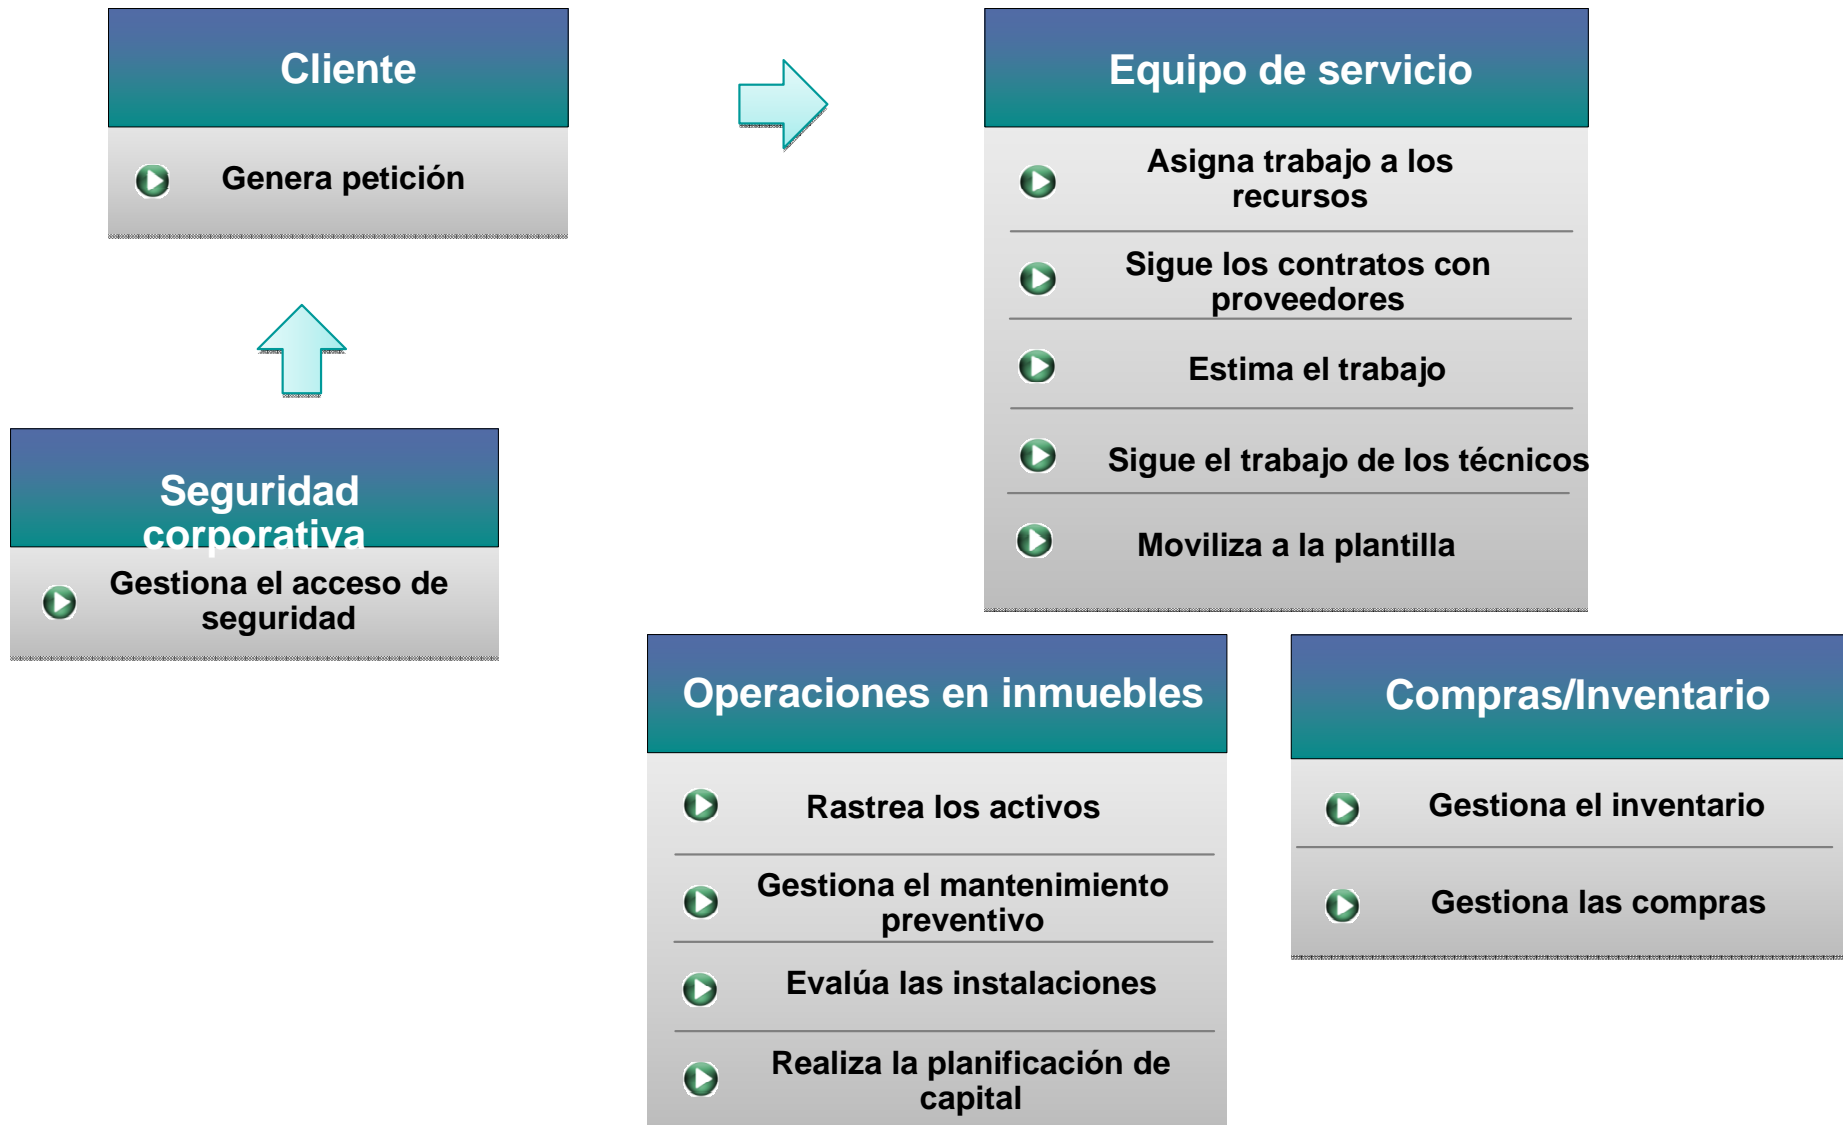 Cliente
Genera petición
Equipo de servicio
Asigna trabajo a los
recursos
Sigue los contratos con
proveedores
Estima el trabajo
Sigue el trabajo de los técnicos
Moviliza a la plantilla
Seguridad
corporativa
Gestiona el acceso de
seguridad
Operaciones en inmuebles
Rastrea los activos
Gestiona el mantenimiento
preventivo
Evalúa las instalaciones
Realiza la planificación de
capital
Compras/Inventario
Gestiona el inventario
Gestiona las compras